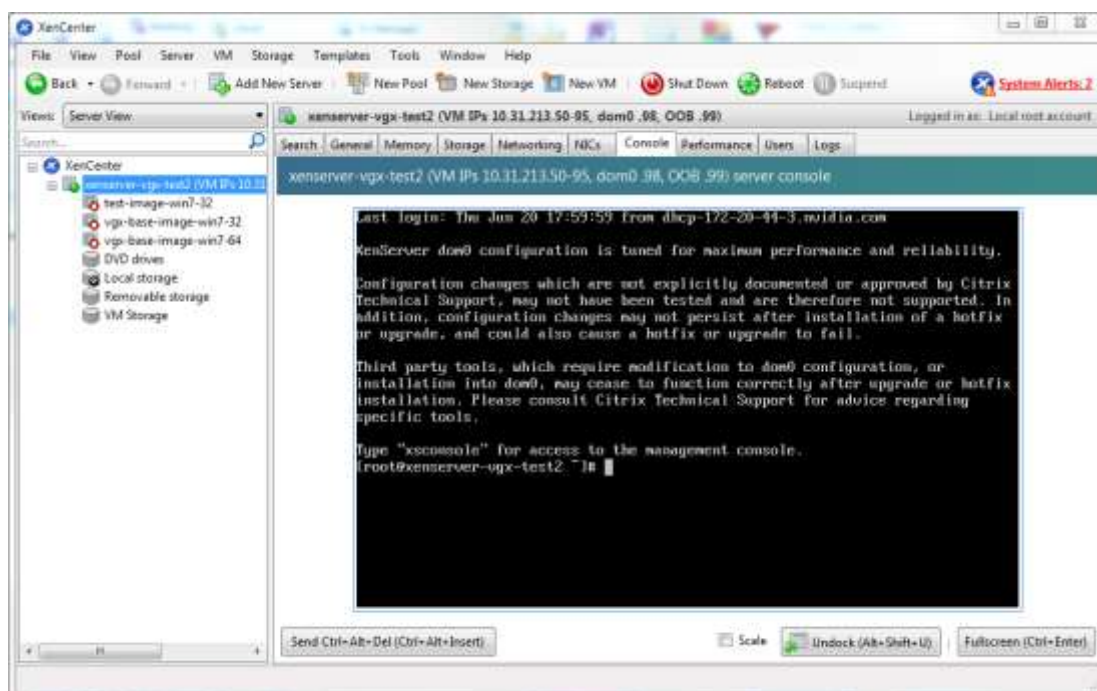 XenCenter
File View Pool Server VM Storage Templates Tools Window Help
Back Forward Add New Server New Pool New Storage New VM Shut Down Reboot Suspend System Alerts: 2
Views: Server View
xenserver-vgx-test2 (VM IPs 10.31.213.50-95, dom0 .98, OOB .99)
Logged in as: Local root account
Search...
Search General Memory Storage Networking NICs Console Performance Users Logs
XenCenter
xenserver-vgx-test2 (VM IPs 10.31
test-image-win7-32
vgx-base-image-win7-32
vgx-base-image-win7-64
DVD drives
Local storage
Removable storage
VM Storage
xenserver-vgx-test2 (VM IPs 10.31.213.50-95, dom0 .98, OOB .99) server console
Last login: Thu Jun 20 17:59:59 from dhcp-172-20-44-3.nvidia.com
XenServer dom0 configuration is tuned for maximum performance and reliability.
Configuration changes which are not explicitly documented or approved by Citrix
Technical Support, may not have been tested and are therefore not supported. In
addition, configuration changes may not persist after installation of a hotfix
or upgrade, and could also cause a hotfix or upgrade to fail.
Third party tools, which require modification to dom0 configuration, or
installation into dom0, may cease to function correctly after upgrade or hotfix
installation. Please consult Citrix Technical Support for advice regarding
specific tools.
Type "xsconsole" for access to the management console.
[root@xenserver-vgx-test2 ~]#
Send Ctrl+Alt+Del (Ctrl+Alt+Insert)
Scale
Undock (Alt+Shift+U)
Fullscreen (Ctrl+Enter)